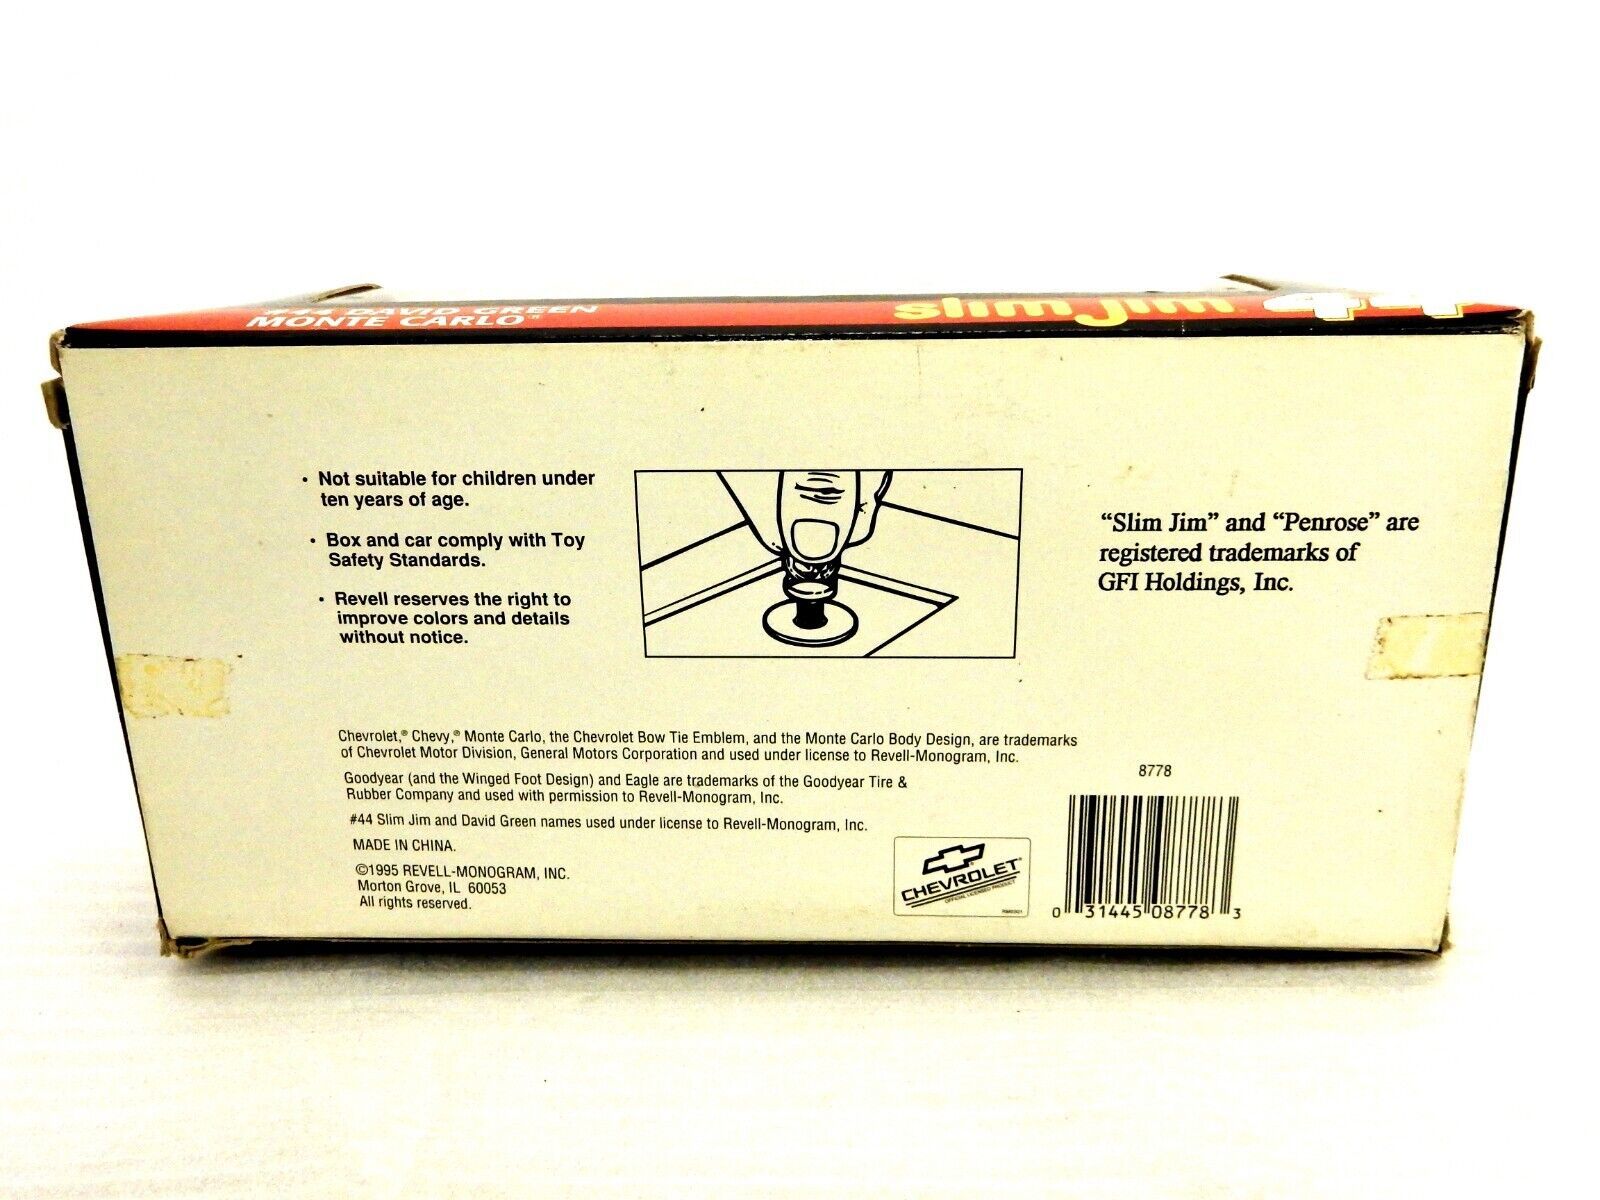 #44 DAVID GREEN
MONTE CARLO®
slim jim® 44
• Not suitable for children under
ten years of age.
• Box and car comply with Toy
Safety Standards.
• Revell reserves the right to
improve colors and details
without notice.
“Slim Jim” and “Penrose” are
registered trademarks of
GFI Holdings, Inc.
Chevrolet,® Chevy,® Monte Carlo, the Chevrolet Bow Tie Emblem, and the Monte Carlo Body Design, are trademarks
of Chevrolet Motor Division, General Motors Corporation and used under license to Revell-Monogram, Inc.
Goodyear (and the Winged Foot Design) and Eagle are trademarks of the Goodyear Tire &
Rubber Company and used with permission to Revell-Monogram, Inc.
#44 Slim Jim and David Green names used under license to Revell-Monogram, Inc.
MADE IN CHINA.
©1995 REVELL-MONOGRAM, INC.
Morton Grove, IL 60053
All rights reserved.
CHEVROLET
OFFICIAL LICENSED PRODUCT
8778
0 31445 08778 3